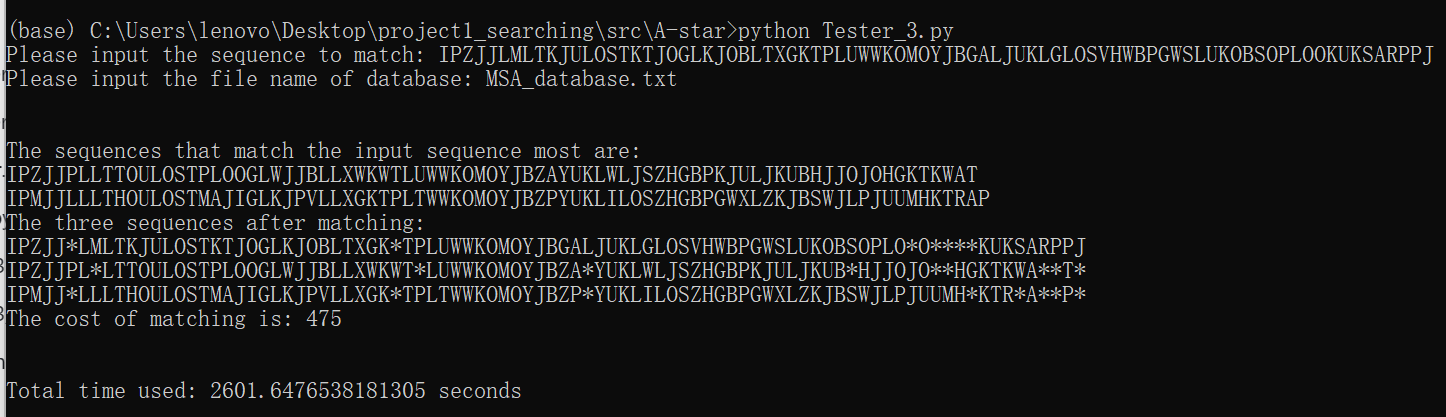 (base) C:\Users\lenovo\Desktop\project1_searching\src\A-star>python Tester_3.py
Please input the sequence to match: IPZJJLMLTKJULOSTKTJOGLKJOBLTXGKTPLUWWKOMOYJBGALJUKLGLOSVHWBPGWSLUKOBSOPLOOKUKSARPPJ
Please input the file name of database: MSA_database.txt
The sequences that match the input sequence most are:
IPZJJPLLTTOULOSTPLOOGLWJJBLLXWKWTLUWWKOMOYJBZAYUKLWLJSZHGBPKJULJKUBHJJOJOHGKTKWAT
IPMJJLLLTHOULOSTMAJIGLKJPVLLXGKTPLTWWKOMOYJBZPYUKLILOSZHGBPGWXLZKJBSWJLPJUUMHKTRAP
The three sequences after matching:
IPZJJ*LMLTKJULOSTKTJOGLKJOBLTXGK*TPLUWWKOMOYJBGALJUKLGLOSVHWBPGWSLUKOBSOPLO*O****KUKSARPPJ
IPZJJPL*LTTOULOSTPLOOGLWJJBLLXWKWT*LUWWKOMOYJBZA*YUKLWLJSZHGBPKJULJKUB*HJJOJO**HGKTKWA**T*
IPMJJ*LLLTHOULOSTMAJIGLKJPVLLXGK*TPLTWWKOMOYJBZP*YUKLILOSZHGBPGWXLZKJBSWJLPJUUMH*KTR*A**P*
The cost of matching is: 475
Total time used: 2601.6476538181305 seconds